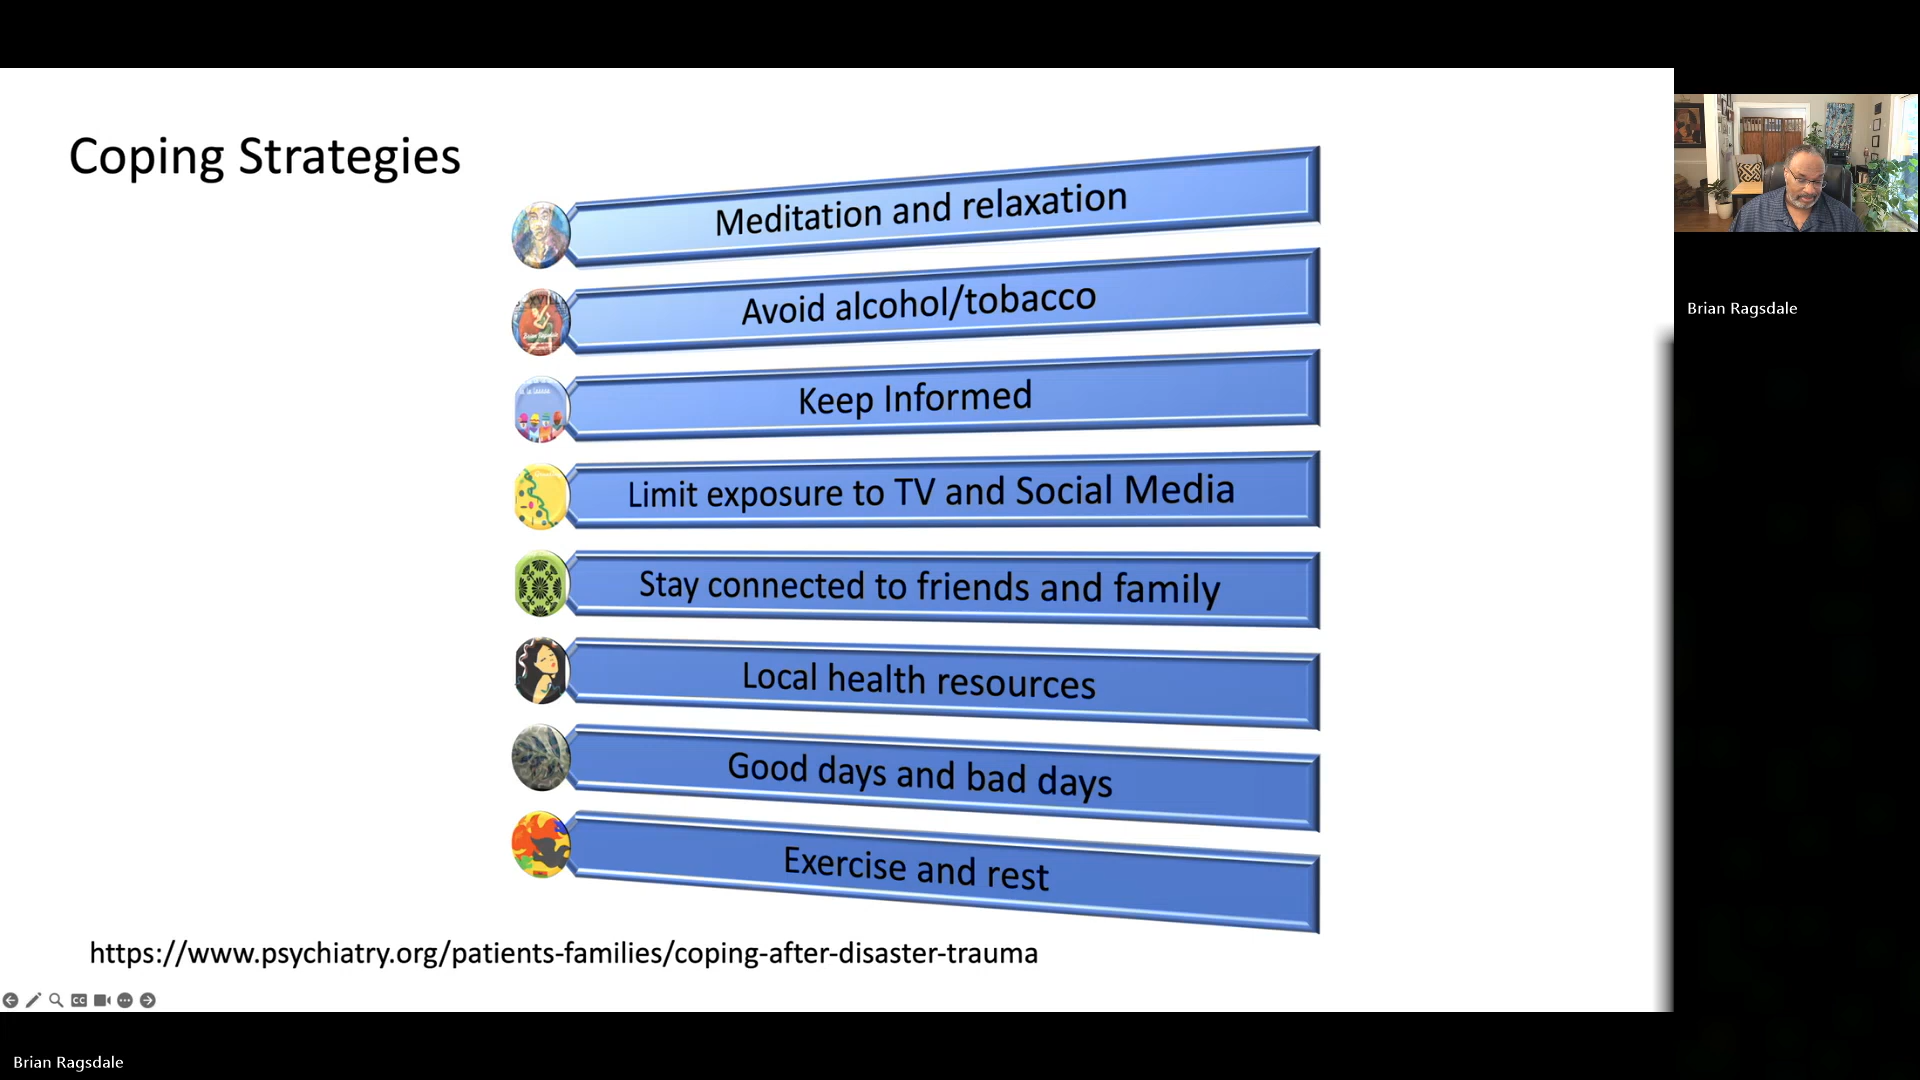 Coping Strategies
Meditation and relaxation
Avoid alcohol/tobacco
Keep Informed
Limit exposure to TV and Social Media
Stay connected to friends and family
Local health resources
Good days and bad days
Exercise and rest
https://www.psychiatry.org/patients-families/coping-after-disaster-trauma
CC
Brian Ragsdale
Brian Ragsdale